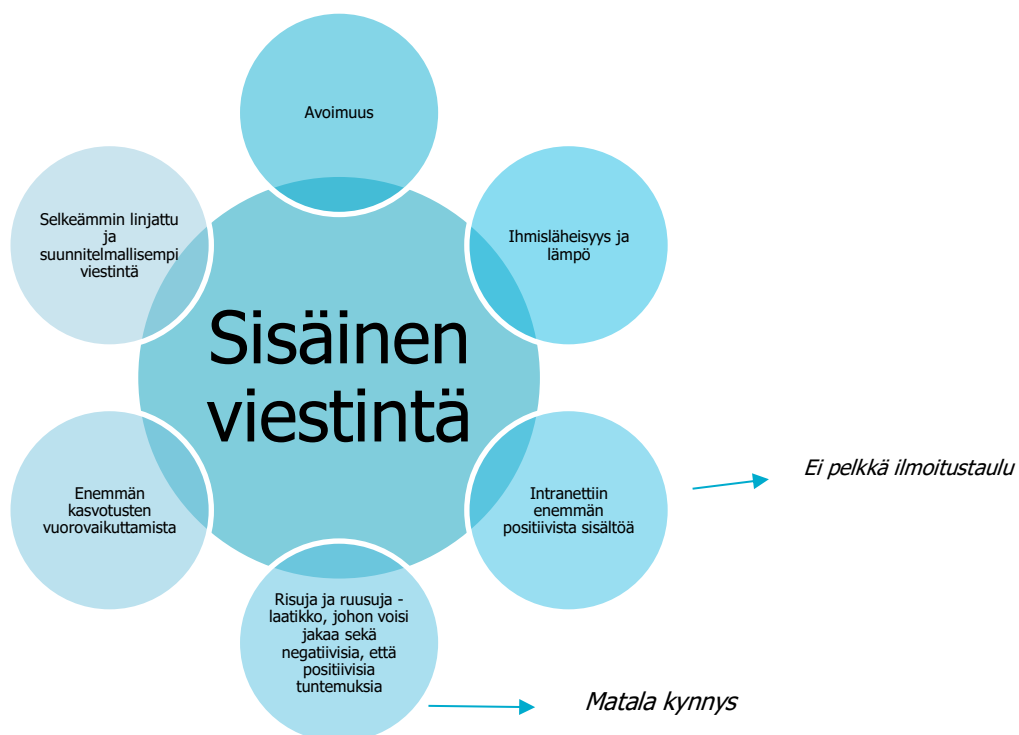 Avoimuus
Ihmisläheisyys ja
lämpö
Intranettiin
enemmän
positiivista sisältöä
Ei pelkkä ilmoitustaulu
Risuja ja ruusuja -
laatikko, johon voisi
jakaa sekä
negatiivisia, että
positiivisia
tuntemuksia
Matala kynnys
Enemmän
kasvotusten
vuorovaikuttamista
Selkeämmin linjattu
ja
suunnitelmallisempi
viestintä
Sisäinen
viestintä